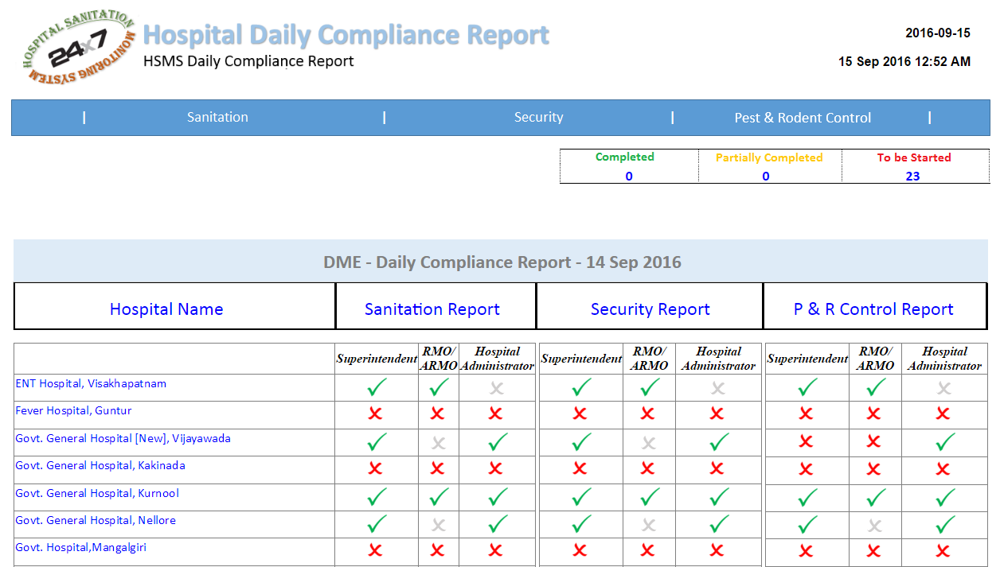 HOSPITAL SANITATION
MONITORING SYSTEM
24x7
Hospital Daily Compliance Report
HSMS Daily Compliance Report
2016-09-15
15 Sep 2016 12:52 AM
| Sanitation | Security | Pest & Rodent Control |
Completed Partially Completed To be Started
0 0 23
DME - Daily Compliance Report - 14 Sep 2016
Hospital Name Sanitation Report Security Report P & R Control Report
Superintendent RMO/ ARMO Hospital Administrator Superintendent RMO/ ARMO Hospital Administrator Superintendent RMO/ ARMO Hospital Administrator
ENT Hospital, Visakhapatnam
Fever Hospital, Guntur
Govt. General Hospital [New], Vijayawada
Govt. General Hospital, Kakinada
Govt. General Hospital, Kurnool
Govt. General Hospital, Nellore
Govt. Hospital,Mangalgiri